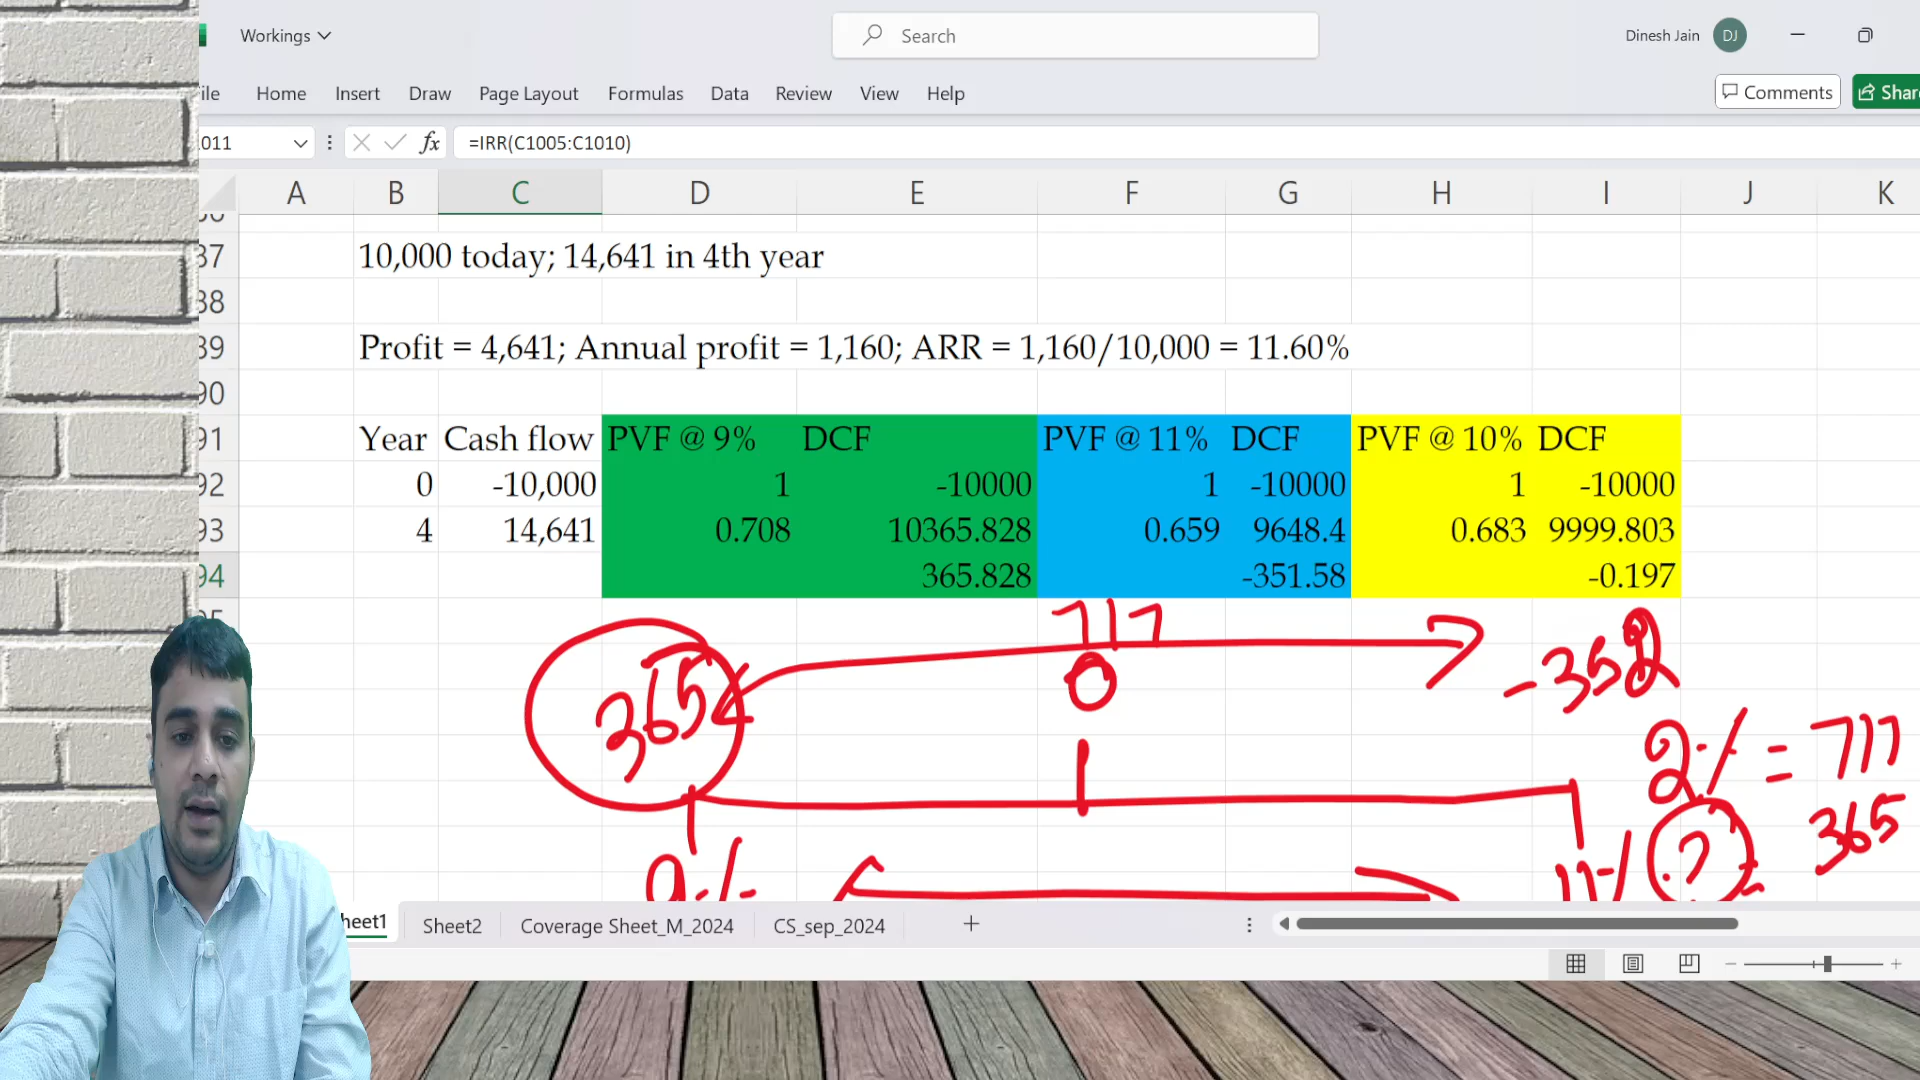 Workings
Search
Dinesh Jain DJ
ile Home Insert Draw Page Layout Formulas Data Review View Help Comments Shar
011 fx =IRR(C1005:C1010)
A B C D E F G H I J K
37 10,000 today; 14,641 in 4th year
38
39 Profit = 4,641; Annual profit = 1,160; ARR = 1,160/10,000 = 11.60%
90
91 Year Cash flow PVF @ 9% DCF PVF @ 11% DCF PVF @ 10% DCF
92 0 -10,000 1 -10000 1 -10000 1 -10000
93 4 14,641 0.708 10365.828 0.659 9648.4 0.683 9999.803
94 365.828 -351.58 -0.197
717
365 0 -352
2% = 717
365
9% 11% ?
heet1 Sheet2 Coverage Sheet_M_2024 CS_sep_2024